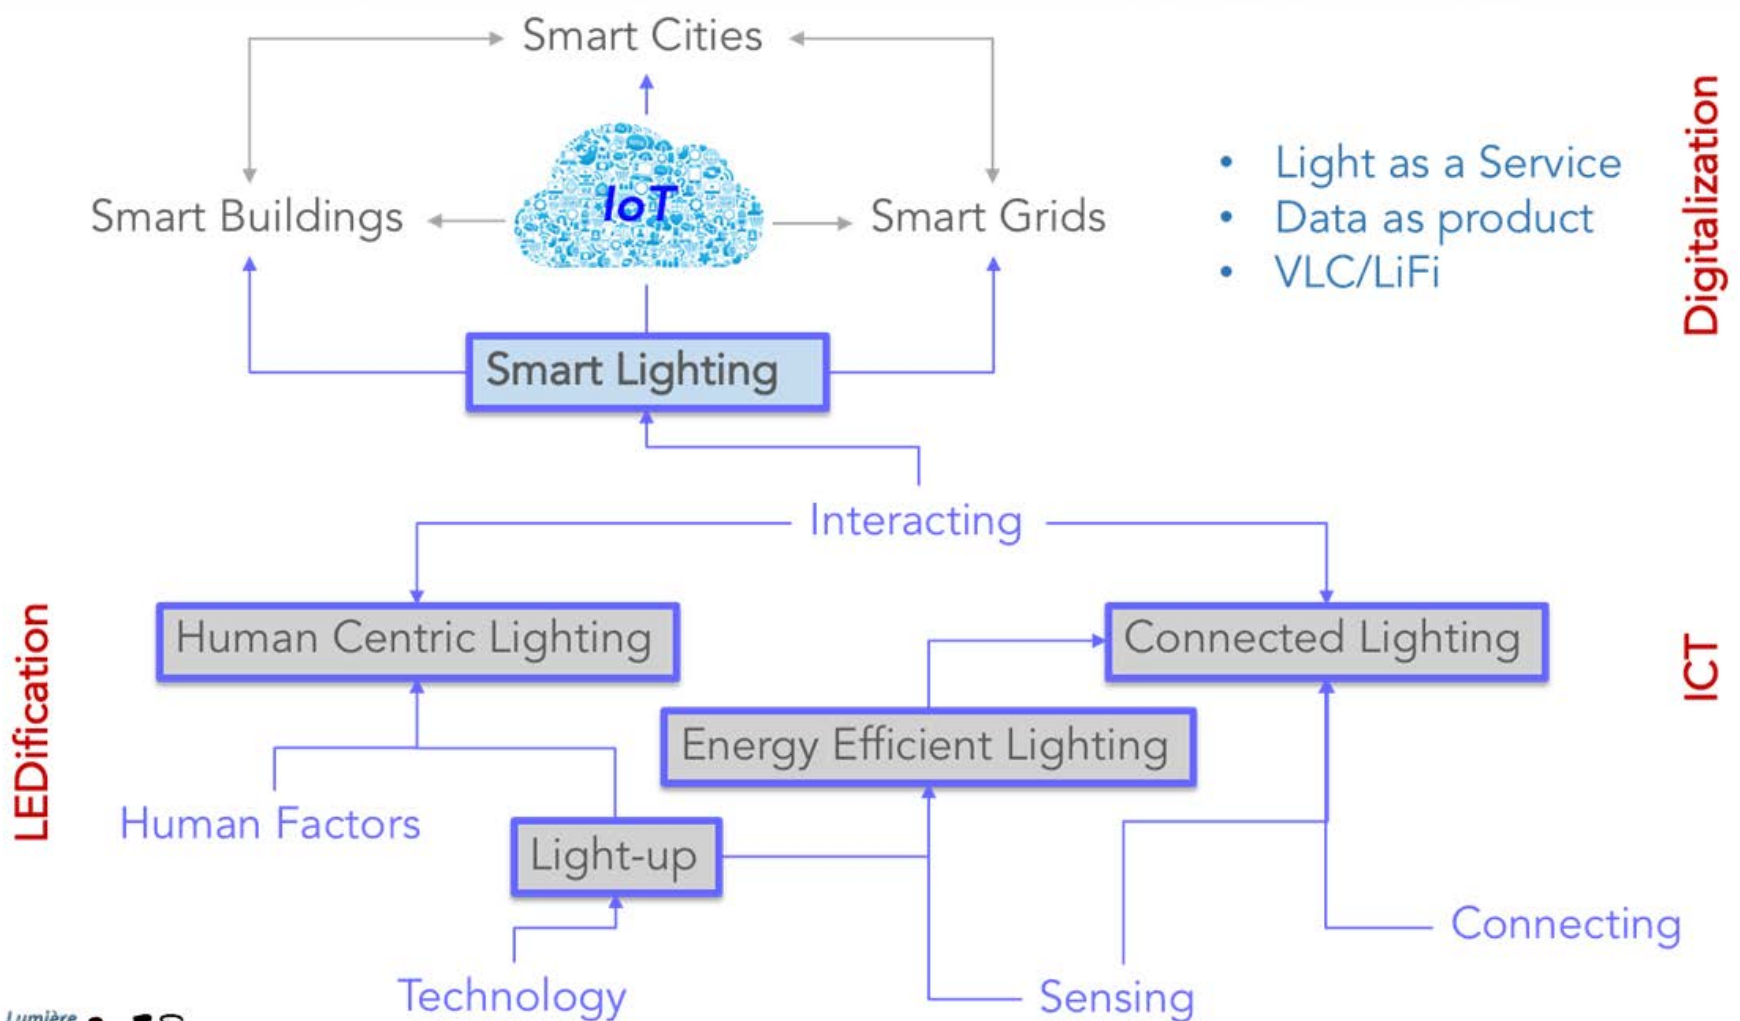 Smart Cities
IoT
Smart Buildings
Smart Grids
Smart Lighting
• Light as a Service
• Data as product
• VLC/LiFi
Digitalization
Interacting
Human Centric Lighting
Connected Lighting
LEDification
ICT
Energy Efficient Lighting
Human Factors
Light-up
Connecting
Technology
Sensing
Lumière